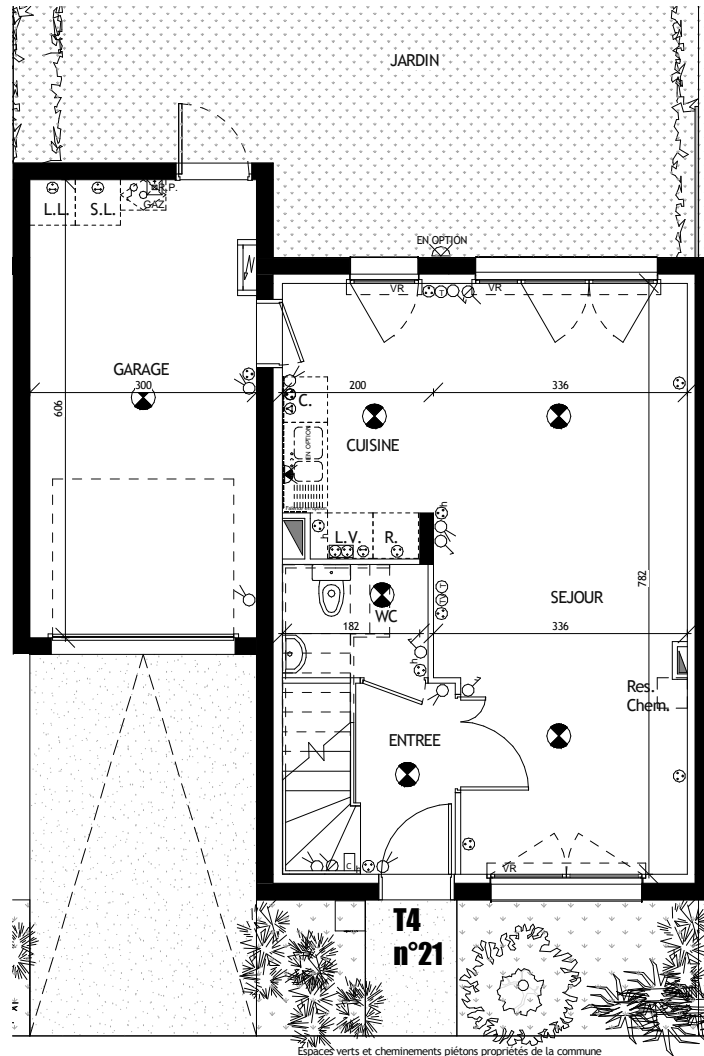 JARDIN
EN OPTION
VR
VR
L.L.
S.L.
P.
GAZ
GARAGE
300
606
200
336
C.
CUISINE
EN OPTION
L.V.
R.
SEJOUR
782
WC
182
336
Res.
Chem.
ENTREE
C
VR
T4
n°21
Espaces verts et cheminements piétons propriétés de la commune